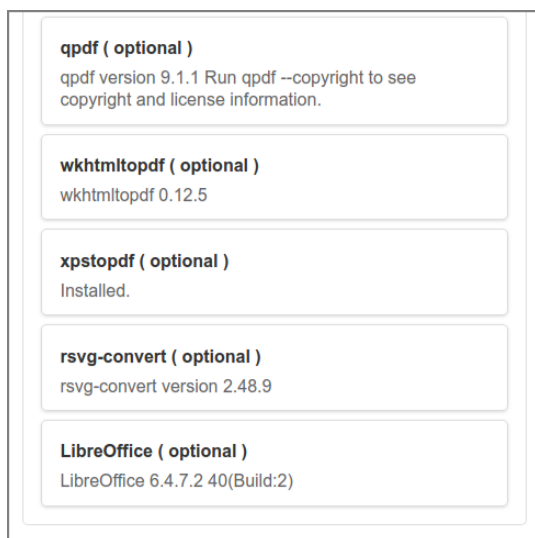 qpdf ( optional )
qpdf version 9.1.1 Run qpdf --copyright to see
copyright and license information.
wkhtmltopdf ( optional )
wkhtmltopdf 0.12.5
xpstopdf ( optional )
Installed.
rsvg-convert ( optional )
rsvg-convert version 2.48.9
LibreOffice ( optional )
LibreOffice 6.4.7.2 40(Build:2)